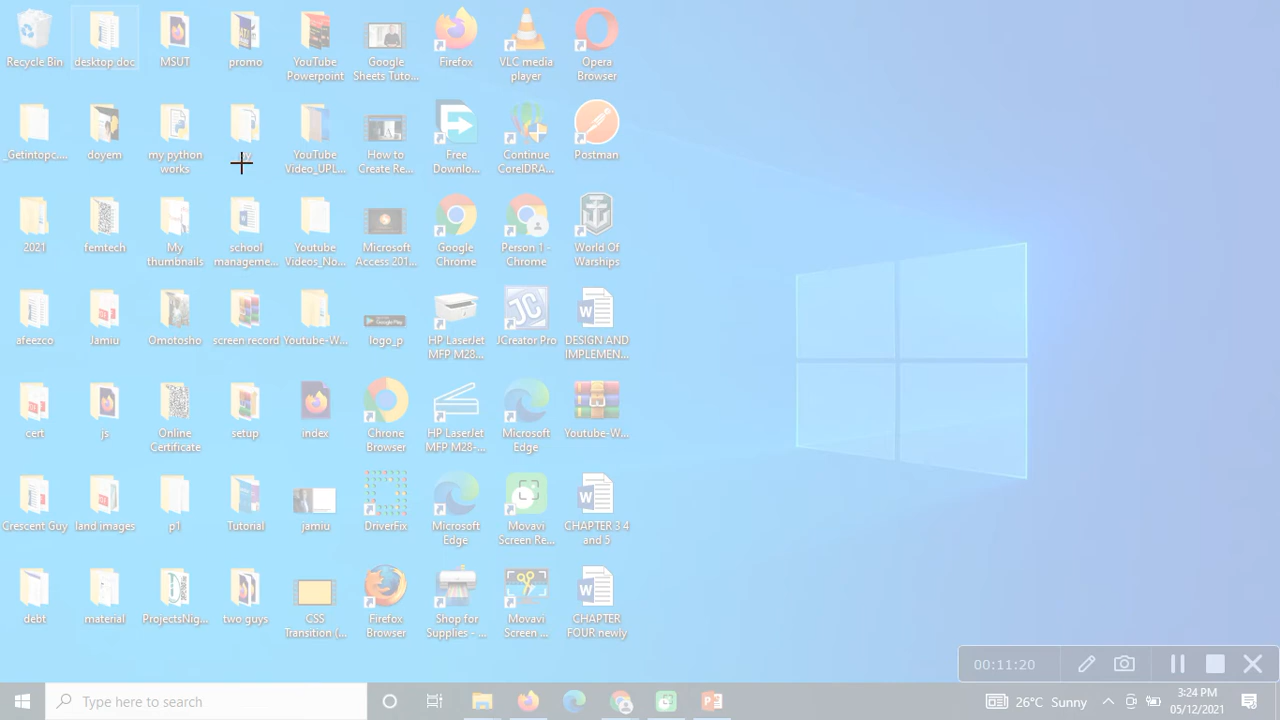 Recycle Bin
desktop.doc
MSUT
promo
YouTube
Powerpoint
Google
Sheets Tuto...
Firefox
VLC media
player
Opera
Browser
_Getintopc....
doyem
my python
works
YouTube
Video_UPL...
How to
Create Re...
Free
Downlo...
Continue
CorelDRA...
Postman
2021
femtech
My
thumbnails
school
manageme...
Youtube
Videos_No...
Microsoft
Access 201...
Google
Chrome
Person 1 -
Chrome
World Of
Warships
afeezco
Jamiu
Omotosho
screen record
Youtube-W...
logo_p
HP LaserJet
MFP M28...
JCreator Pro
DESIGN AND
IMPLEMEN...
cert
js
Online
Certificate
setup
index
Chrone
Browser
HP LaserJet
MFP M28-...
Microsoft
Edge
Youtube-W...
Crescent Guy
land images
p1
Tutorial
jamiu
DriverFix
Microsoft
Edge
Movavi
Screen Re...
CHAPTER 3 4
and 5
debt
material
ProjectsNig...
two guys
CSS
Transition (...
Firefox
Browser
Shop for
Supplies - ...
Movavi
Screen ...
CHAPTER
FOUR newly
00:11:20
Type here to search
26°C Sunny
3:24 PM
05/12/2021